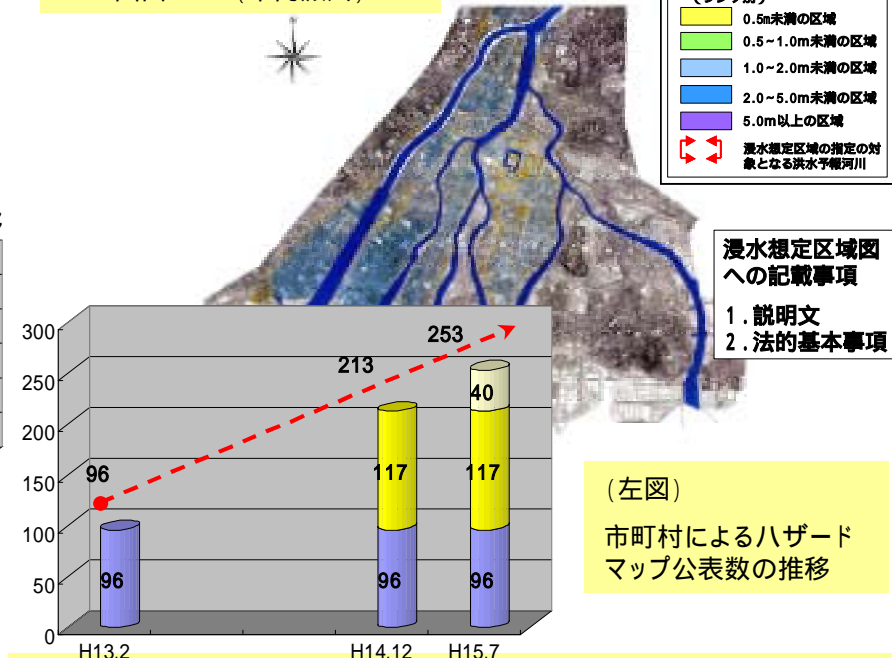 0.5m未満の区域
0.5~1.0m未満の区域
1.0~2.0m未満の区域
2.0~5.0m未満の区域
5.0m以上の区域
浸水想定区域の指定の対
象となる洪水予報河川
浸水想定区域図
への記載事項
1.説明文
2.法的基本事項
300
250
200
150
100
50
0
96
213
253
96
117
96
40
117
96
H13.2
H14.12
H15.7
(左図)
市町村によるハザード
マップ公表数の推移